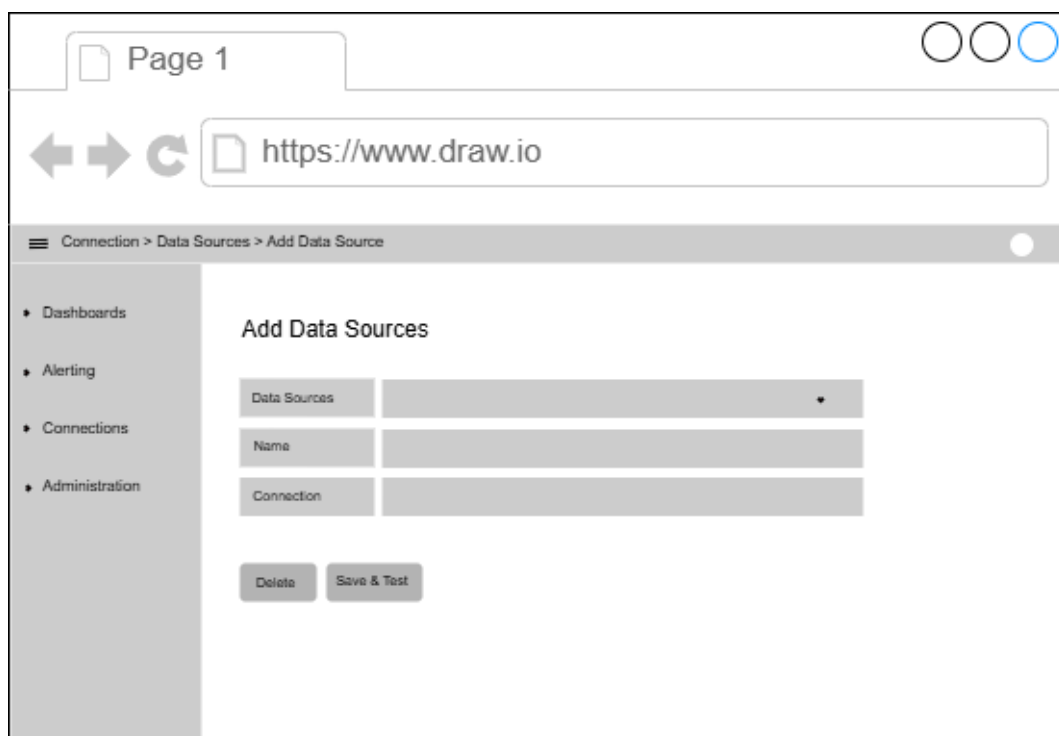 Page 1
https://www.draw.io
Connection > Data Sources > Add Data Source
Dashboards
Alerting
Connections
Administration
Add Data Sources
Data Sources
Name
Connection
Delete
Save & Test